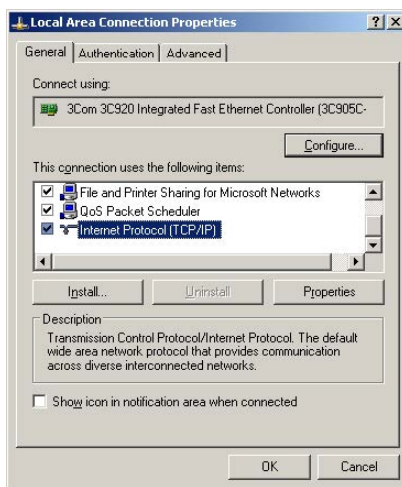 Local Area Connection Properties
General Authentication Advanced
Connect using:
3Com 3C920 Integrated Fast Ethernet Controller (3C905C-
Configure...
This connection uses the following items:
File and Printer Sharing for Microsoft Networks
QoS Packet Scheduler
Internet Protocol (TCP/IP)
Install... Uninstall Properties
Description
Transmission Control Protocol/Internet Protocol. The default
wide area network protocol that provides communication
across diverse interconnected networks.
Show icon in notification area when connected
OK Cancel